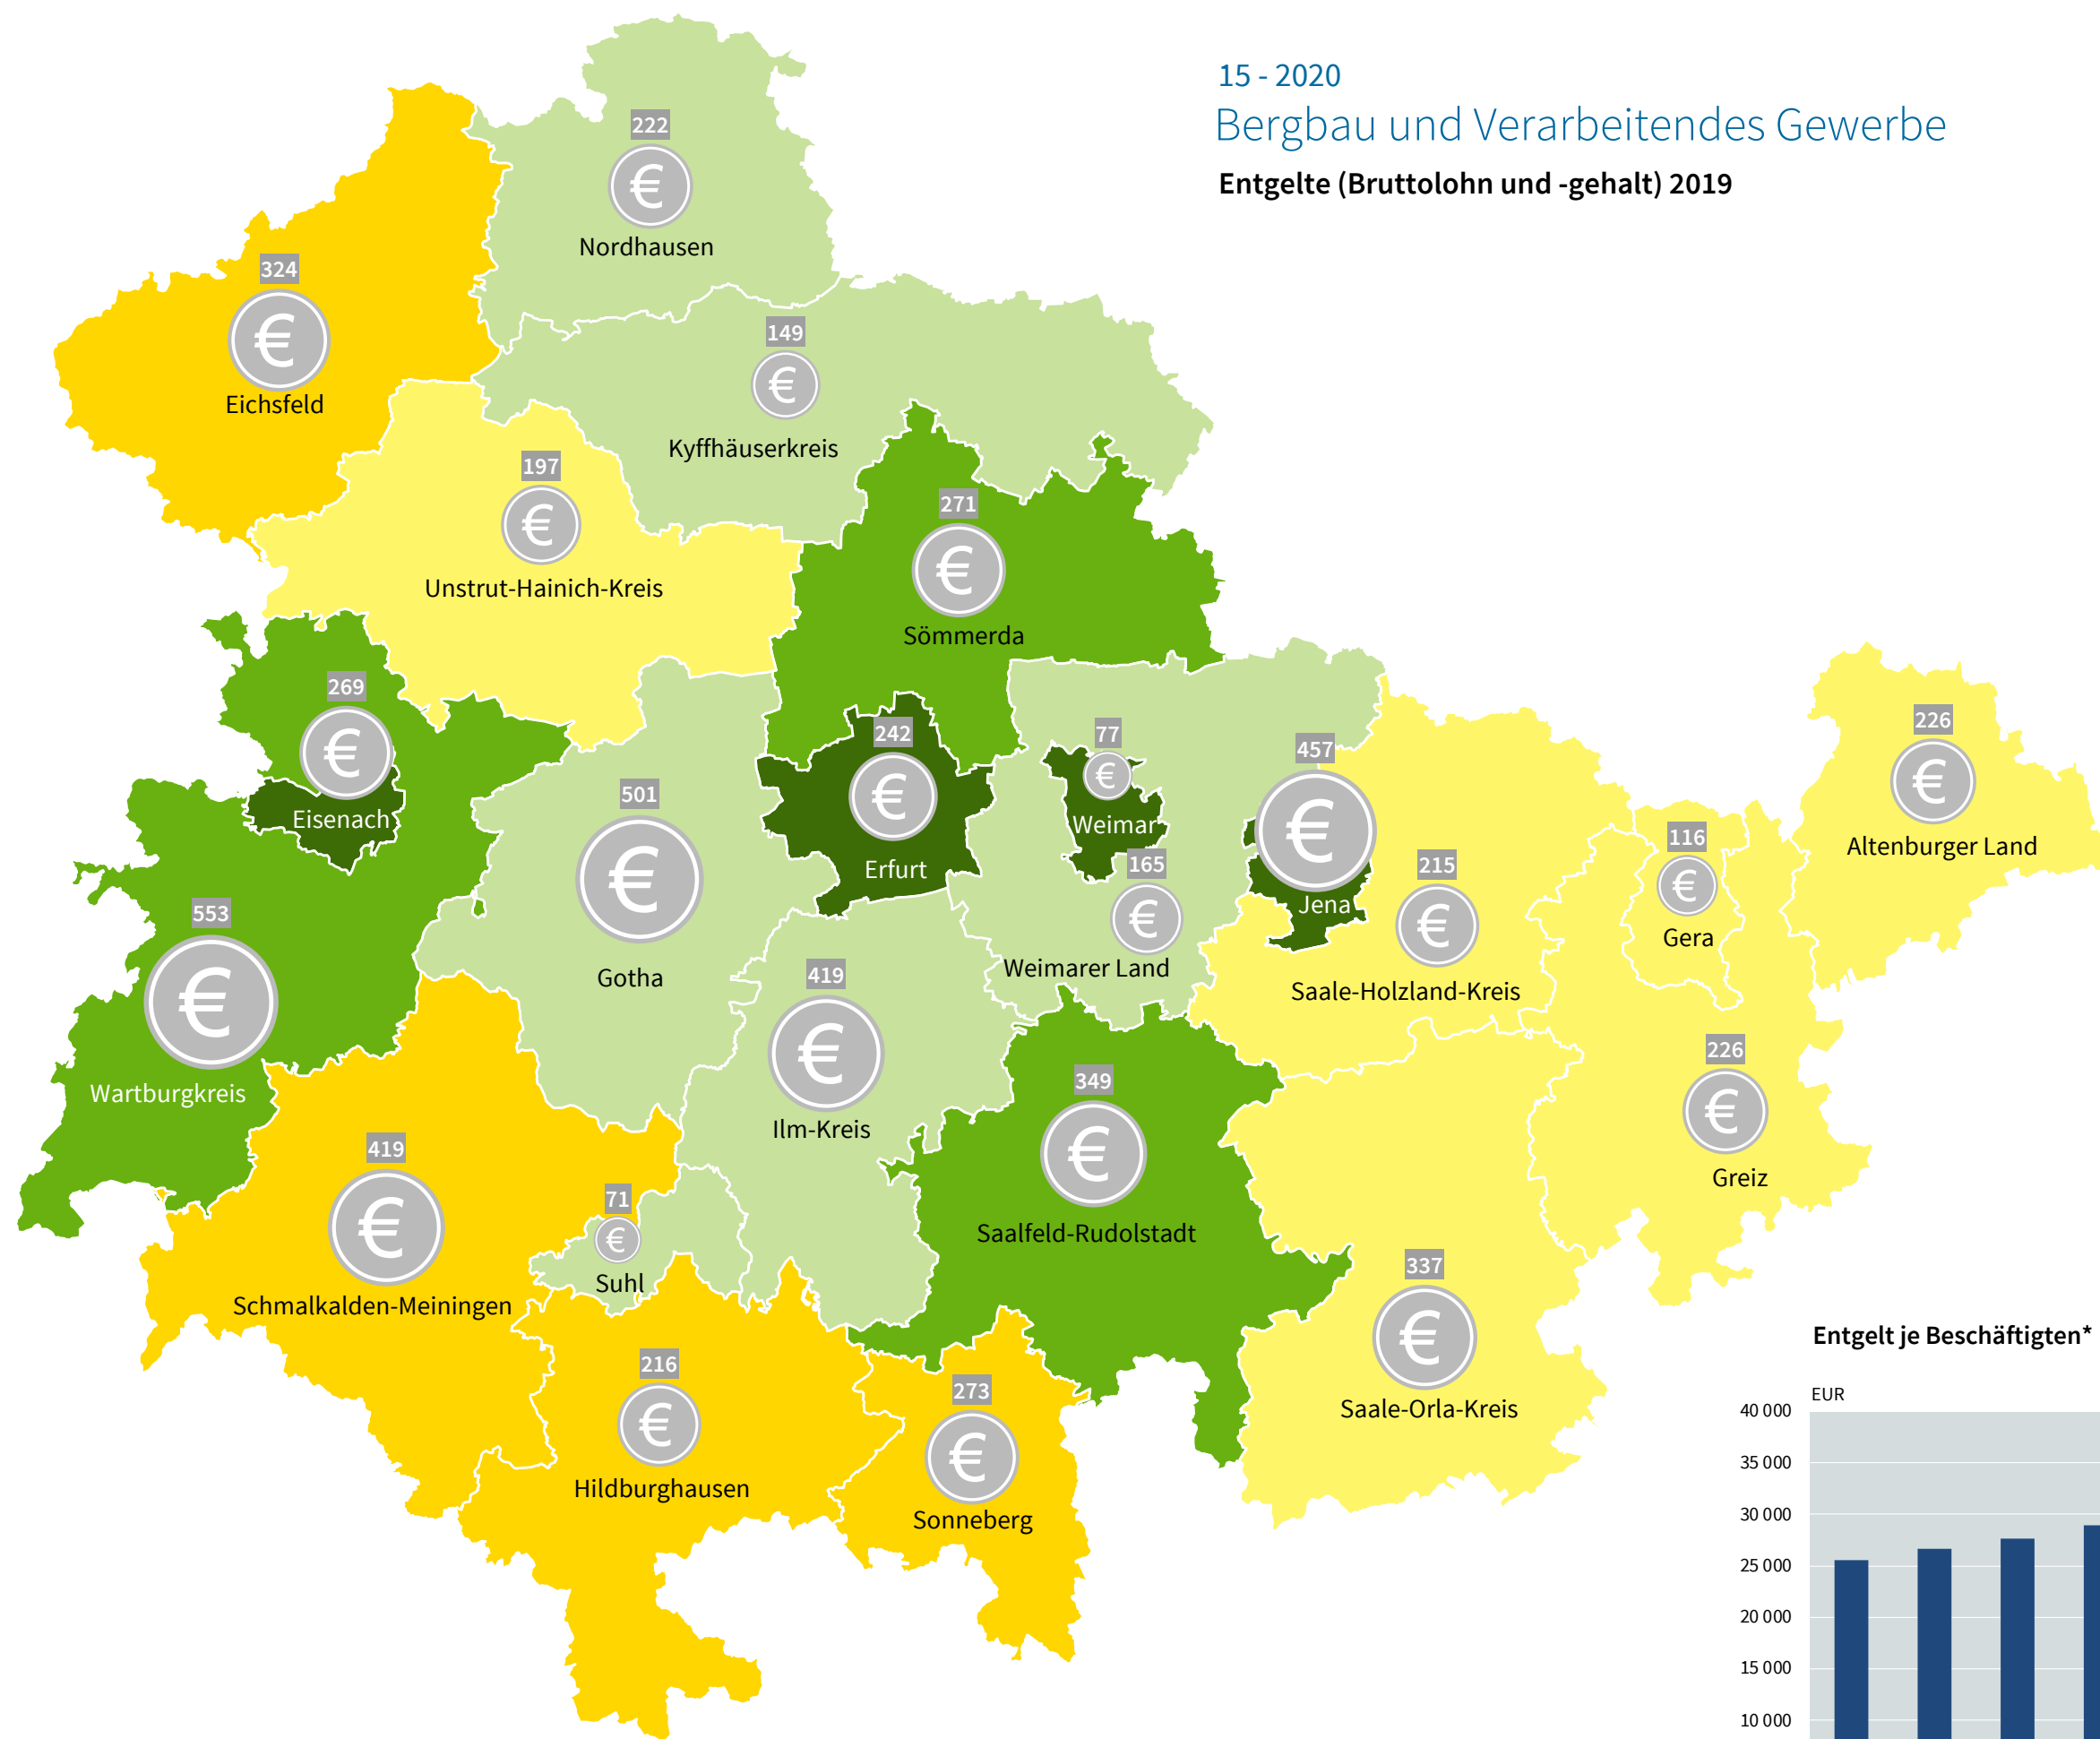 15 - 2020
Bergbau und Verarbeitendes Gewerbe
Entgelte (Bruttolohn und -gehalt) 2019
222
€
Nordhausen
324
€
Eichsfeld
149
€
Kyffhäuserkreis
197
€
Unstrut-Hainich-Kreis
271
€
Sömmerda
269
€
Eisenach
242
€
Erfurt
77
€
Weimar
457
€
Jena
226
€
Altenburger Land
501
€
Gotha
165
€
Weimarer Land
215
€
Saale-Holzland-Kreis
116
€
Gera
553
€
Wartburgkreis
419
€
Ilm-Kreis
349
€
Saalfeld-Rudolstadt
226
€
Greiz
419
€
Schmalkalden-Meiningen
71
€
Suhl
337
€
Saale-Orla-Kreis
216
€
Hildburghausen
273
€
Sonneberg
Entgelt je Beschäftigten*
EUR
40 000
35 000
30 000
25 000
20 000
15 000
10 000